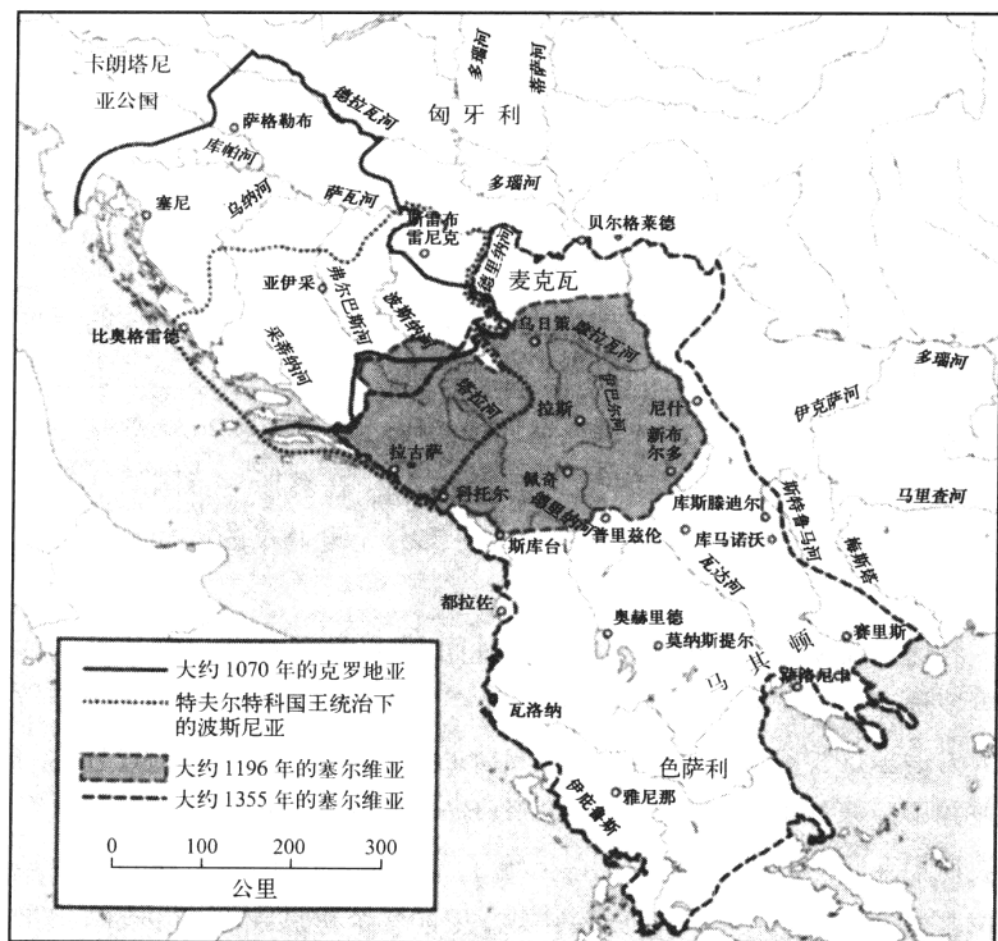 卡朗塔尼
亚公国
多瑙河
蒂萨河
德拉瓦河
匈牙利
萨格勒布
库帕河
塞尼
乌纳河
萨瓦河
多瑙河
斯雷布
雷尼克
德里纳河
贝尔格莱德
麦克瓦
亚伊采
弗尔巴斯河
波斯纳河
乌日策
摩拉瓦河
比奥格雷德
采蒂纳河
塔拉河
伊巴尔河
多瑙河
伊克萨河
拉斯
尼什
新布
尔多
拉古萨
佩奇
科托尔
德里纳河
马里查河
库斯滕迪尔
斯特鲁马河
斯库台
普里兹伦
库马诺沃
梅斯塔
瓦达河
都拉佐
奥赫里德
莫纳斯提尔
赛里斯
马其顿
萨洛尼卡
瓦洛纳
色萨利
伊庇鲁斯
雅尼那
大约 1070 年的克罗地亚
特夫尔特科国王统治下
的波斯尼亚
大约 1196 年的塞尔维亚
大约 1355 年的塞尔维亚
0 100 200 300
公里